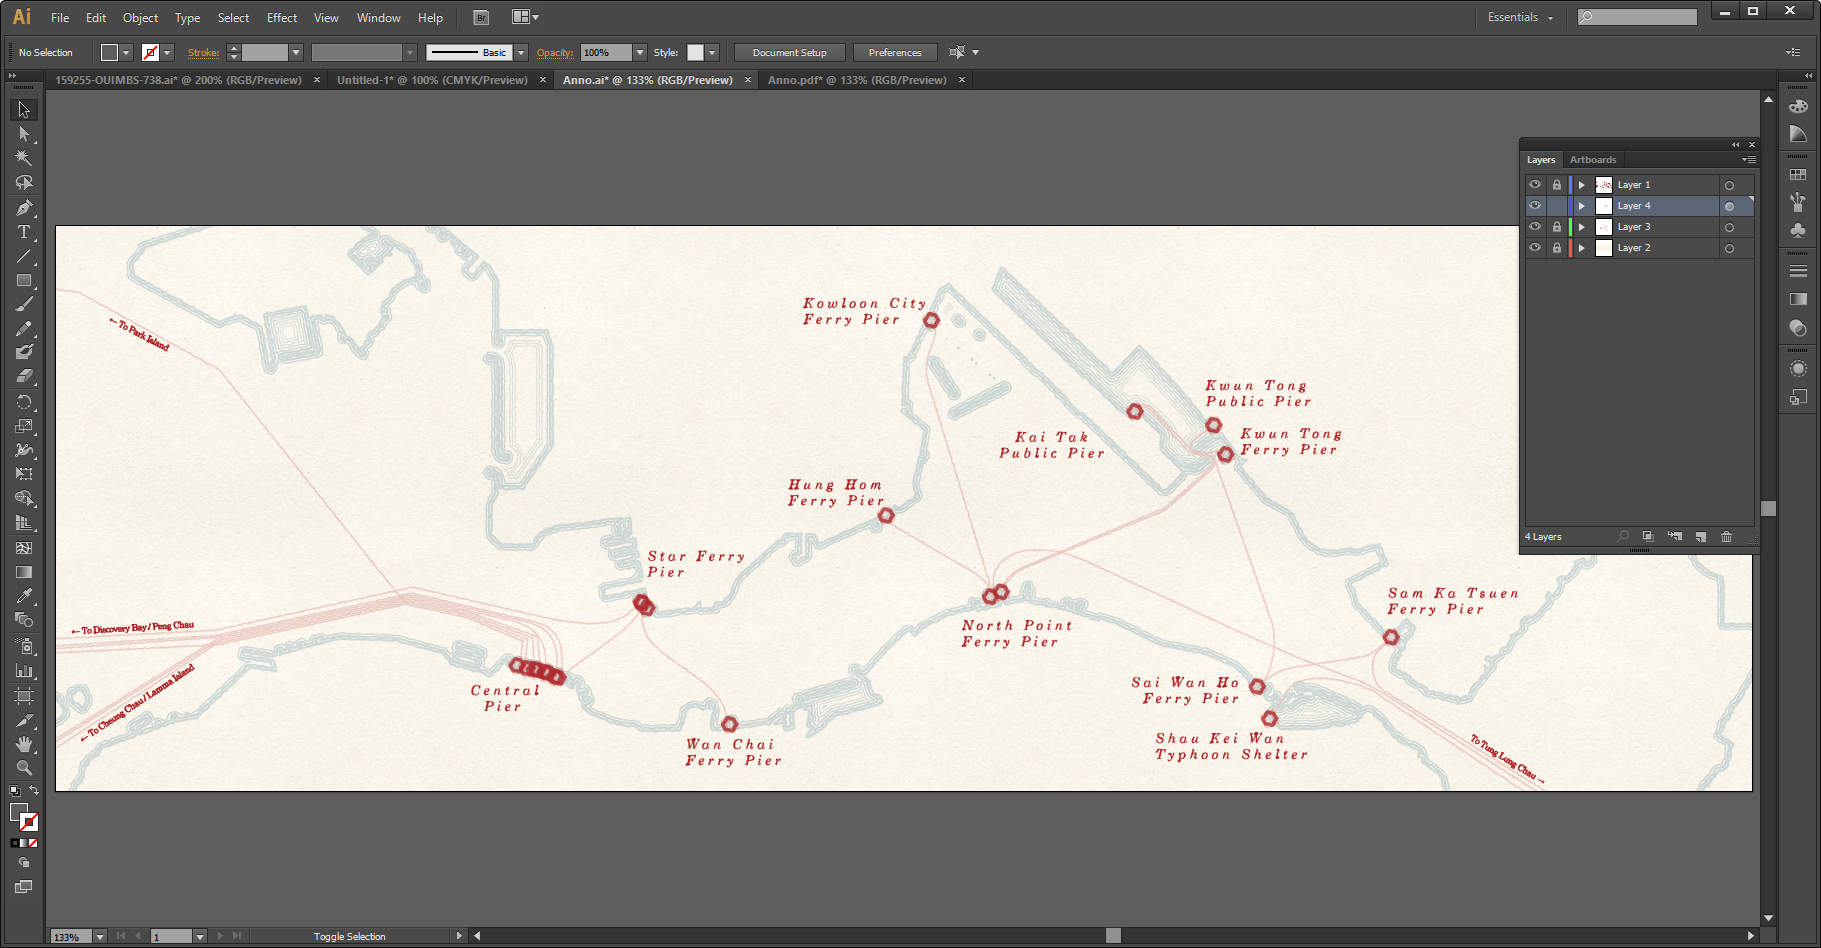 Ai File Edit Object Type Select Effect View Window Help Br Essentials
No Selection Stroke: Basic Opacity: 100% Style: Document Setup Preferences
159255-OUIMBS-738.ai* @ 200% (RGB/Preview) × Untitled-1* @ 100% (CMYK/Preview) × Anno.ai* @ 133% (RGB/Preview) × Anno.pdf* @ 133% (RGB/Preview) ×
Layers Artboards
Layer 1
Layer 4
Layer 3
Layer 2
4 Layers
← To Park Island
Kowloon City
Ferry Pier
Kwun Tong
Public Pier
Kai Tak
Public Pier
Kwun Tong
Ferry Pier
Hung Hom
Ferry Pier
Star Ferry
Pier
Sam Ka Tsuen
Ferry Pier
← To Discovery Bay / Peng Chau
North Point
Ferry Pier
← To Cheung Chau / Lamma Island
Central
Pier
Sai Wan Ho
Ferry Pier
Wan Chai
Ferry Pier
Shau Kei Wan
Typhoon Shelter
To Tung Lung Chau →
133% 1 Toggle Selection